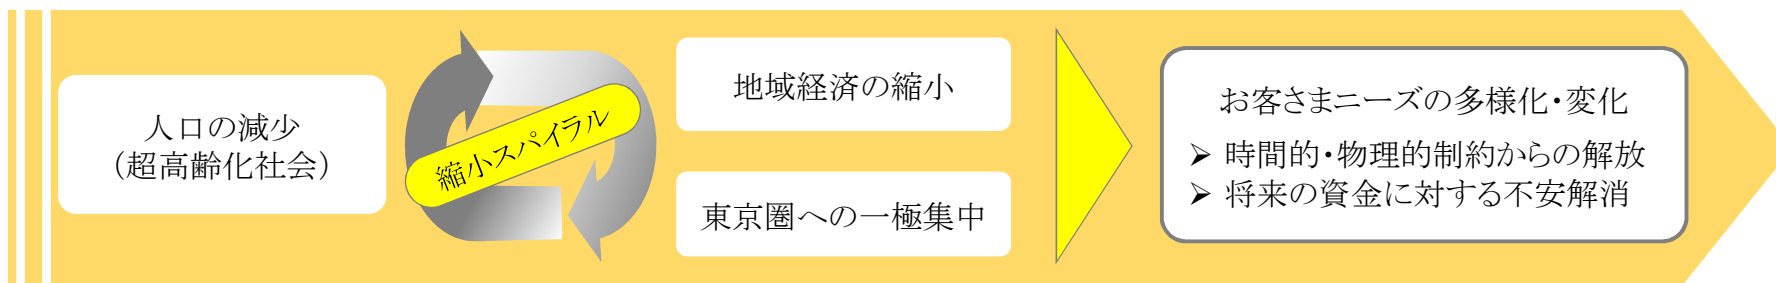 人口の減少
（超高齢化社会）
縮小スパイラル
地域経済の縮小
東京圏への一極集中
お客さまニーズの多様化・変化
➢ 時間的・物理的制約からの解放
➢ 将来の資金に対する不安解消